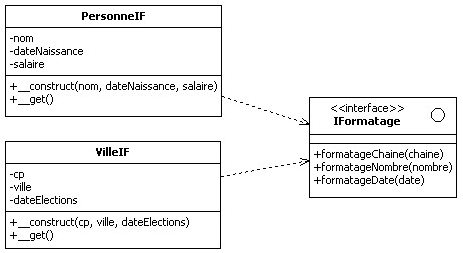 PersonneIF
-nom
-dateNaissance
-salaire
+__construct(nom, dateNaissance, salaire)
+__get()
<<interface>>
IFormatage
+formatageChaine(chaine)
+formatageNombre(nombre)
+formatageDate(date)
VilleIF
-cp
-ville
-dateElections
+__construct(cp, ville, dateElections)
+__get()